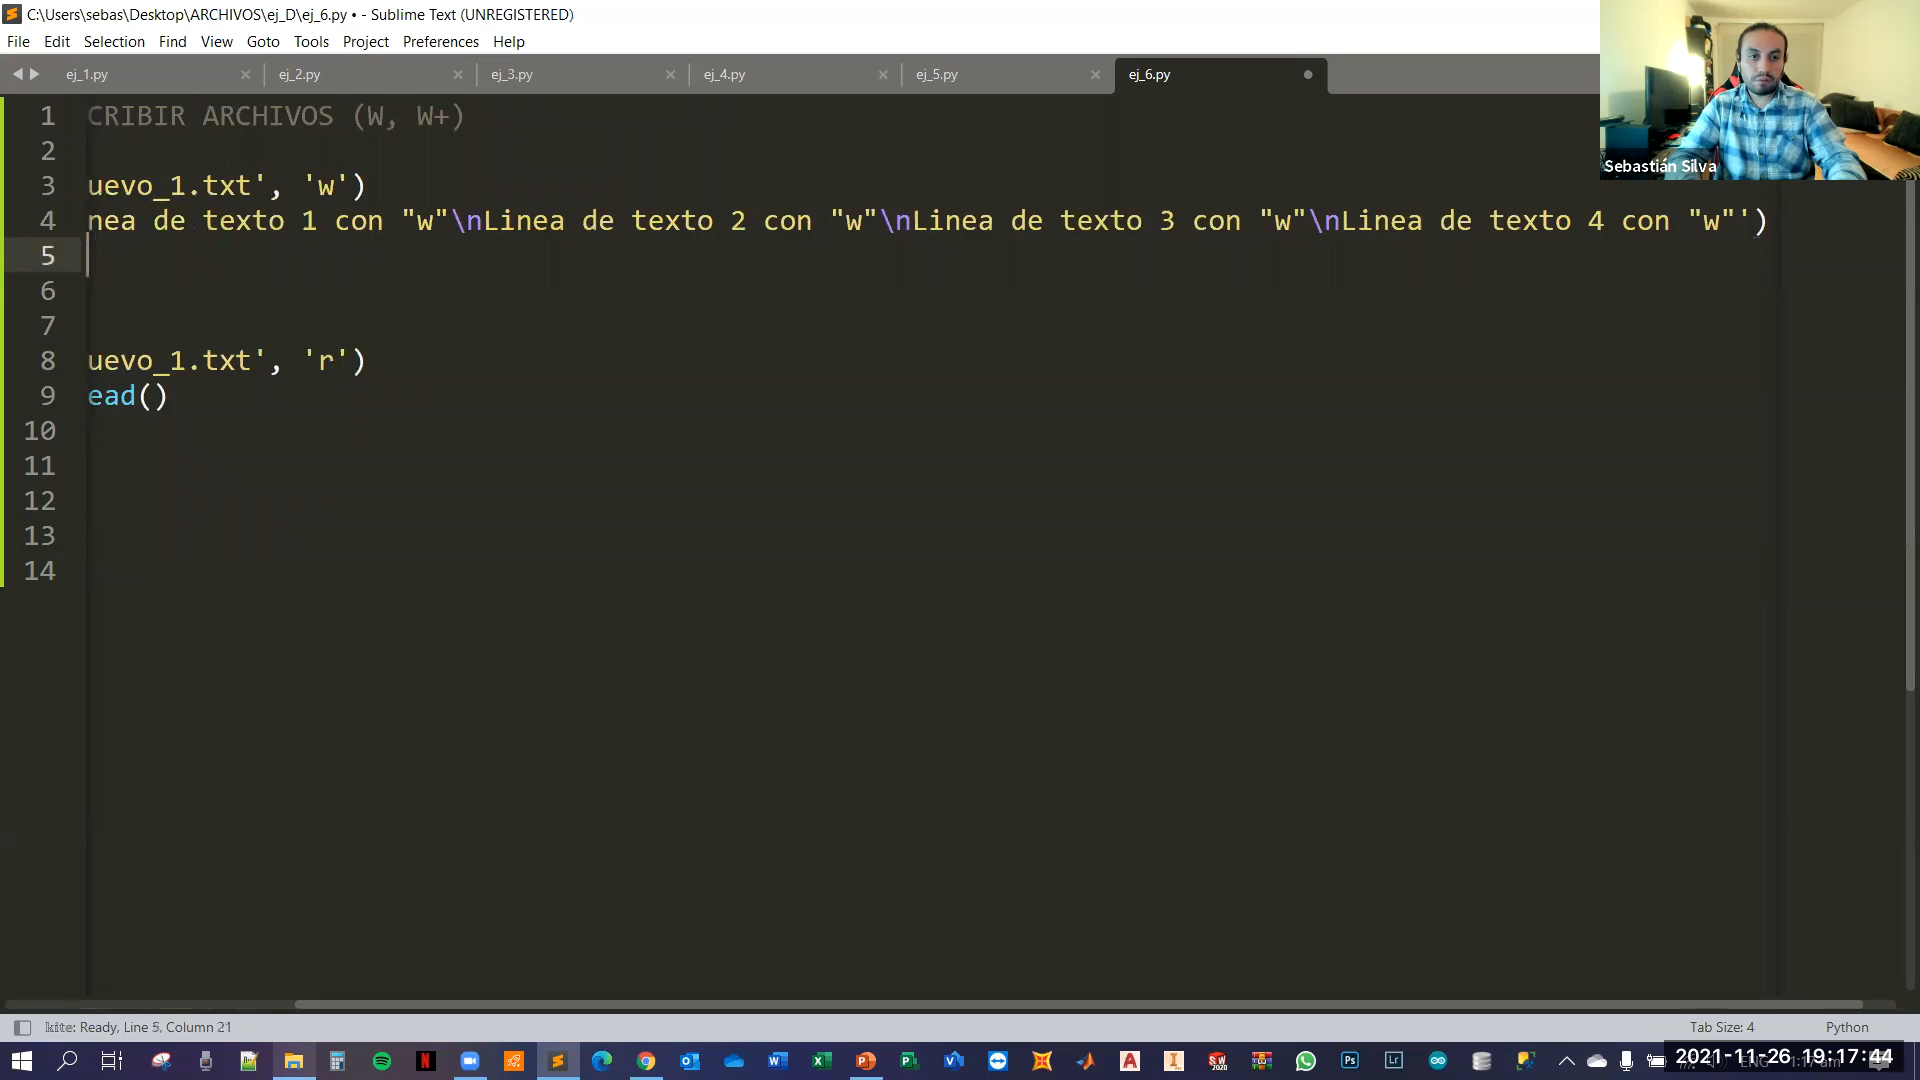 C:\Users\sebas\Desktop\ARCHIVOS\ej_D\ej_6.py • - Sublime Text (UNREGISTERED)
File Edit Selection Find View Goto Tools Project Preferences Help
ej_1.py ej_2.py ej_3.py ej_4.py ej_5.py ej_6.py
Sebastián Silva
1 CRIBIR ARCHIVOS (W, W+)
2
3 uevo_1.txt', 'w')
4 nea de texto 1 con "w"\nLinea de texto 2 con "w"\nLinea de texto 3 con "w"\nLinea de texto 4 con "w"')
5
6
7
8 uevo_1.txt', 'r')
9 ead()
10
11
12
13
14
kite: Ready, Line 5, Column 21
Tab Size: 4
Python
2021-11-26 19:17:44